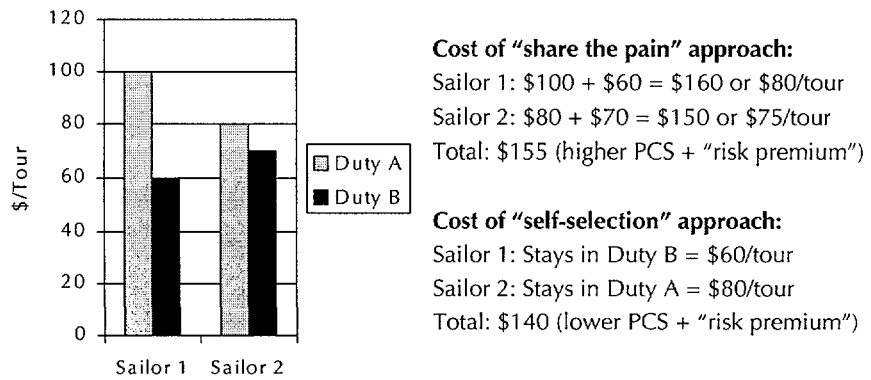 120
100
80
60
40
20
0
$/Tour
Sailor 1 Sailor 2
Duty A
Duty B
Cost of "share the pain" approach:
Sailor 1: $100 + $60 = $160 or $80/tour
Sailor 2: $80 + $70 = $150 or $75/tour
Total: $155 (higher PCS + "risk premium")
Cost of "self-selection" approach:
Sailor 1: Stays in Duty B = $60/tour
Sailor 2: Stays in Duty A = $80/tour
Total: $140 (lower PCS + "risk premium")